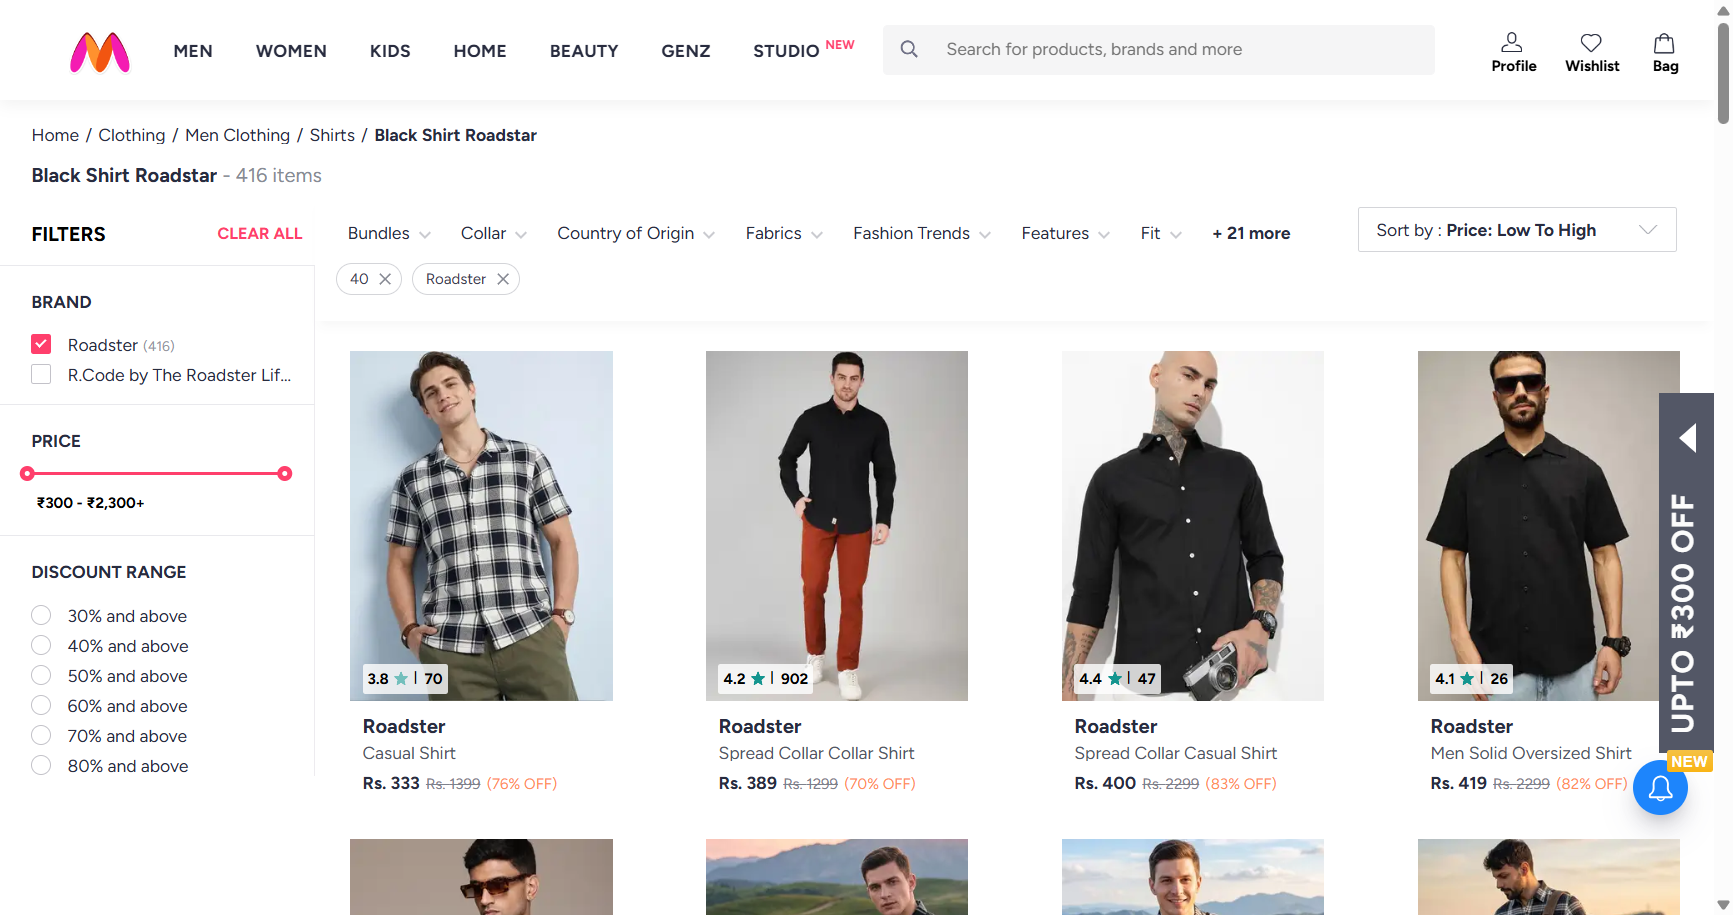 MEN WOMEN KIDS HOME BEAUTY GENZ STUDIO NEW Search for products, brands and more Profile Wishlist Bag
Home / Clothing / Men Clothing / Shirts / Black Shirt Roadstar
Black Shirt Roadstar - 416 items
FILTERS CLEAR ALL
Bundles Collar Country of Origin Fabrics Fashion Trends Features Fit + 21 more
Sort by : Price: Low To High
40 Roadster
BRAND
Roadster (416)
R.Code by The Roadster Lif...
PRICE
₹300 - ₹2,300+
DISCOUNT RANGE
30% and above
40% and above
50% and above
60% and above
70% and above
80% and above
3.8 | 70
Roadster
Casual Shirt
Rs. 333 Rs. 1399 (76% OFF)
4.2 | 902
Roadster
Spread Collar Collar Shirt
Rs. 389 Rs. 1299 (70% OFF)
4.4 | 47
Roadster
Spread Collar Casual Shirt
Rs. 400 Rs. 2299 (83% OFF)
4.1 | 26
Roadster
Men Solid Oversized Shirt
Rs. 419 Rs. 2299 (82% OFF)
UPTO ₹300 OFF
NEW